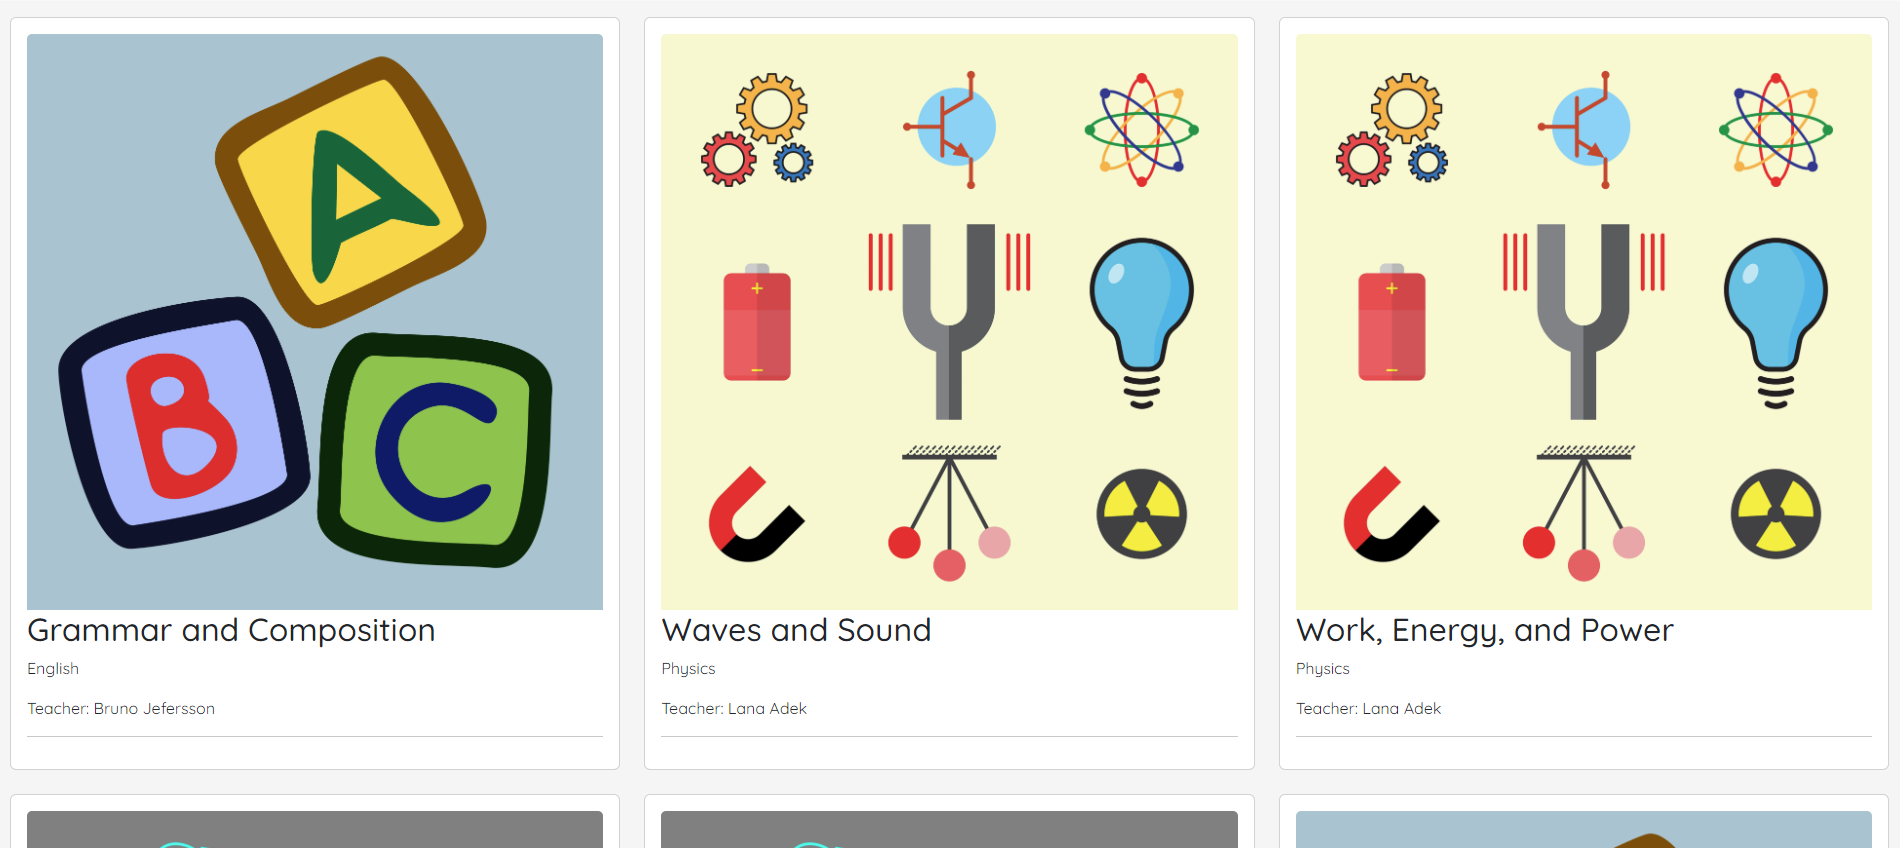 A
B
C
Grammar and Composition
English
Teacher: Bruno Jefersson
+
−
Waves and Sound
Physics
Teacher: Lana Adek
+
−
Work, Energy, and Power
Physics
Teacher: Lana Adek